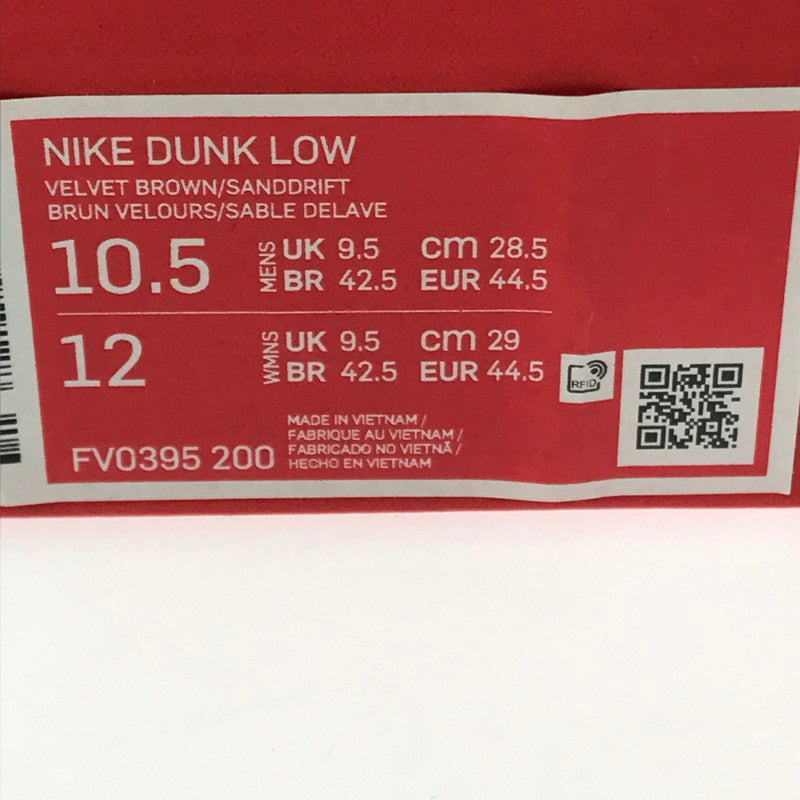 NIKE DUNK LOW
VELVET BROWN/SANDDRIFT
BRUN VELOURS/SABLE DELAVE
10.5 MENS UK 9.5 cm 28.5
BR 42.5 EUR 44.5
12 WMNS UK 9.5 cm 29
BR 42.5 EUR 44.5
RFID
MADE IN VIETNAM /
FABRIQUE AU VIETNAM /
FABRICADO NO VIETNÃ /
HECHO EN VIETNAM
FV0395 200